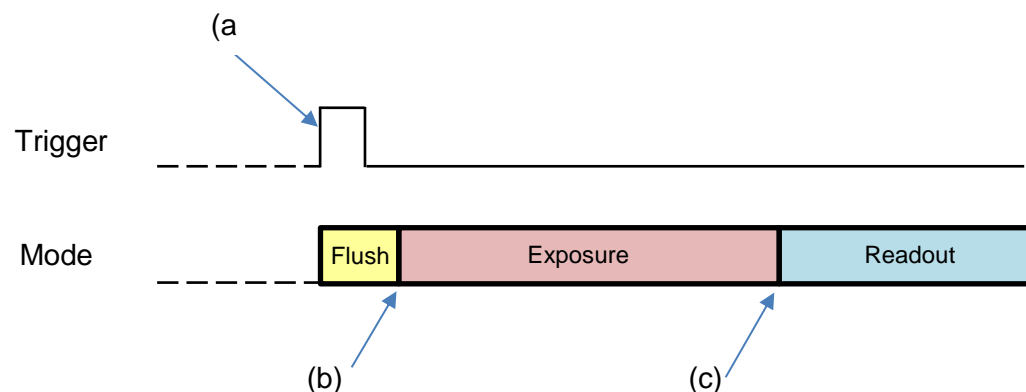 (a
Trigger
Mode
Flush
Exposure
Readout
(b)
(c)